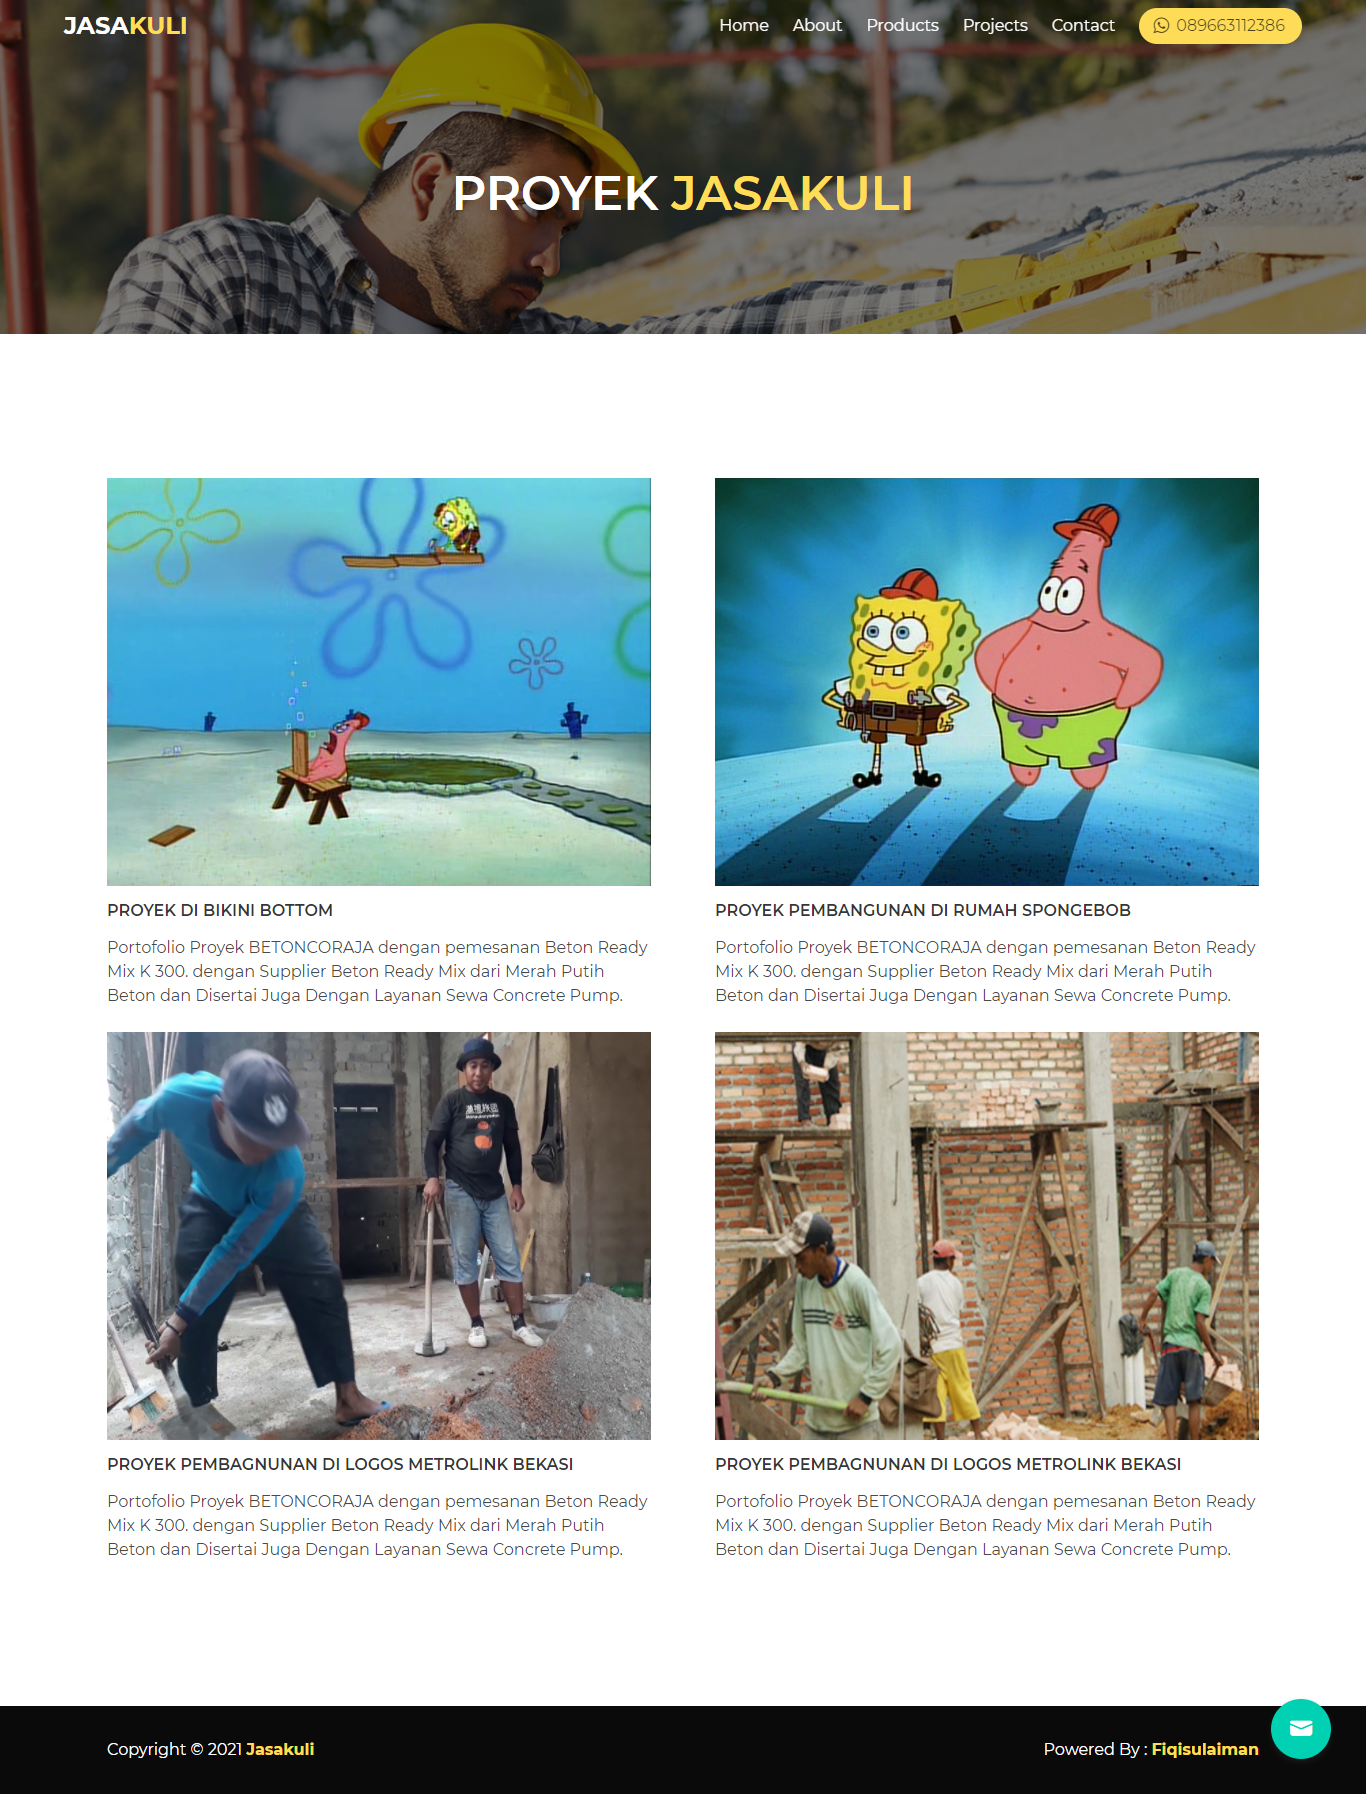 JASAKULI
Home About Products Projects Contact 089663112386
PROYEK JASAKULI
PROYEK DI BIKINI BOTTOM
Portofolio Proyek BETONCORAJA dengan pemesanan Beton Ready
Mix K 300. dengan Supplier Beton Ready Mix dari Merah Putih
Beton dan Disertai Juga Dengan Layanan Sewa Concrete Pump.
PROYEK PEMBANGUNAN DI RUMAH SPONGEBOB
Portofolio Proyek BETONCORAJA dengan pemesanan Beton Ready
Mix K 300. dengan Supplier Beton Ready Mix dari Merah Putih
Beton dan Disertai Juga Dengan Layanan Sewa Concrete Pump.
PROYEK PEMBAGNUNAN DI LOGOS METROLINK BEKASI
Portofolio Proyek BETONCORAJA dengan pemesanan Beton Ready
Mix K 300. dengan Supplier Beton Ready Mix dari Merah Putih
Beton dan Disertai Juga Dengan Layanan Sewa Concrete Pump.
PROYEK PEMBAGNUNAN DI LOGOS METROLINK BEKASI
Portofolio Proyek BETONCORAJA dengan pemesanan Beton Ready
Mix K 300. dengan Supplier Beton Ready Mix dari Merah Putih
Beton dan Disertai Juga Dengan Layanan Sewa Concrete Pump.
Copyright © 2021 Jasakuli
Powered By : Fiqisulaiman